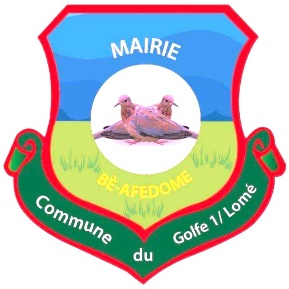 MAIRIE
BÈ-AFEDOME
Commune du Golfe 1/ Lomé